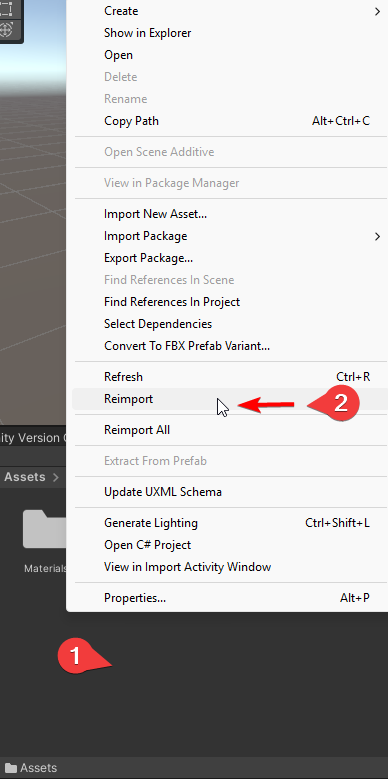 Create
Show in Explorer
Open
Delete
Rename
Copy Path Alt+Ctrl+C
Open Scene Additive
View in Package Manager
Import New Asset...
Import Package
Export Package...
Find References In Scene
Find References In Project
Select Dependencies
Convert To FBX Prefab Variant...
Refresh Ctrl+R
Reimport
2
Reimport All
ity Version
Extract From Prefab
Assets
Update UXML Schema
Generate Lighting Ctrl+Shift+L
Open C# Project
Materials
View in Import Activity Window
Properties... Alt+P
1
Assets